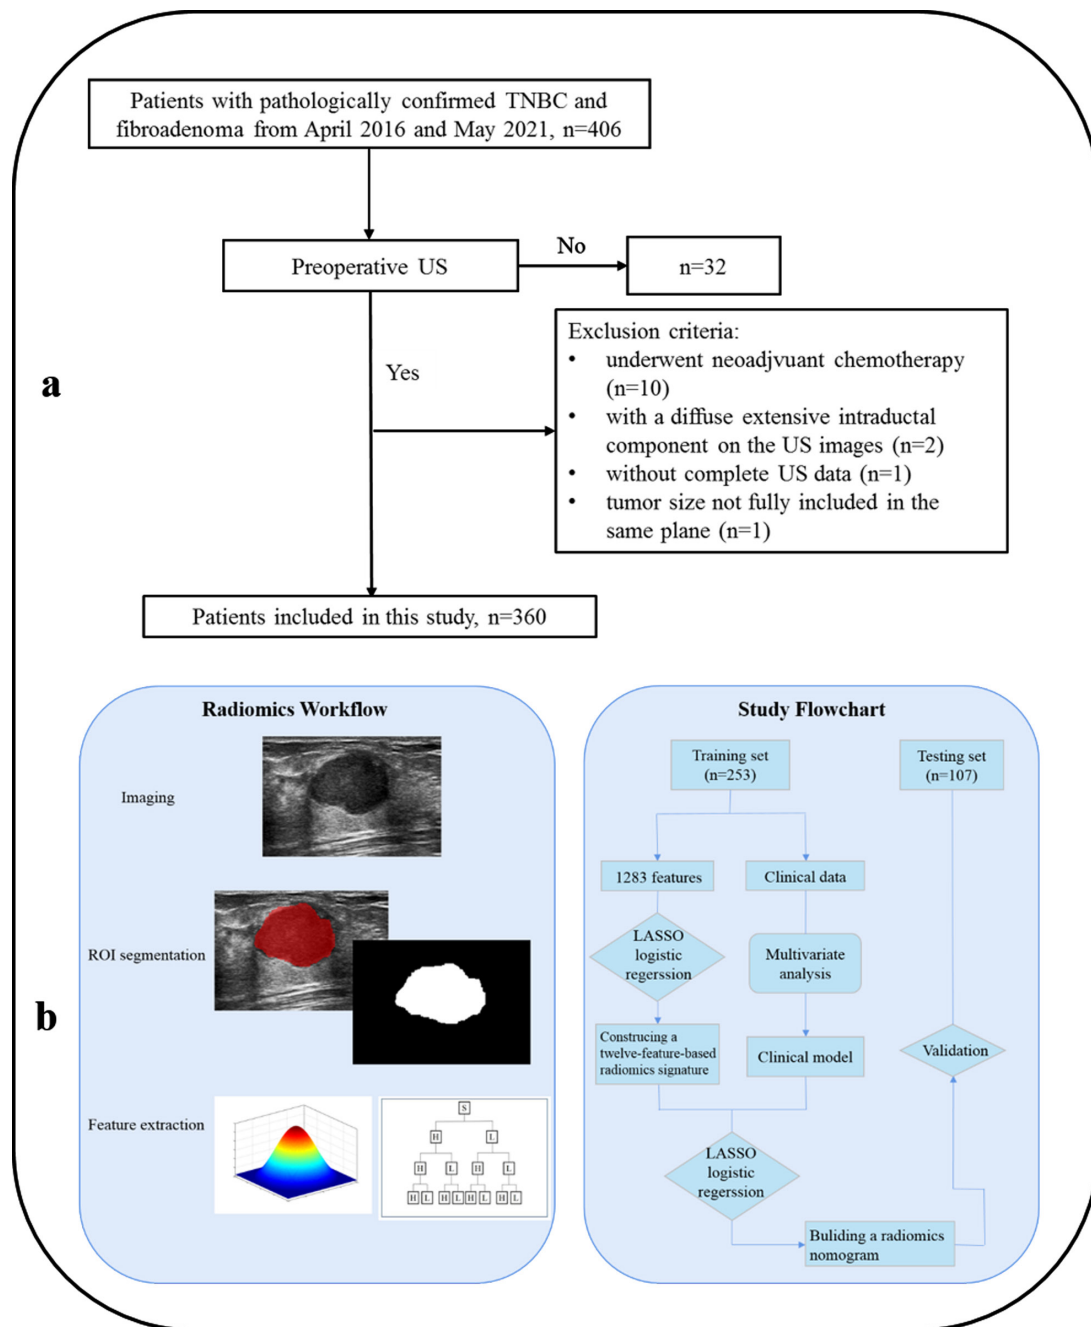 Patients with pathologically confirmed TNBC and
fibroadenoma from April 2016 and May 2021, n=406
Preoperative US
No
n=32
Yes
Exclusion criteria:
• underwent neoadjvuant chemotherapy
(n=10)
• with a diffuse extensive intraductal
component on the US images (n=2)
• without complete US data (n=1)
• tumor size not fully included in the
same plane (n=1)
a
Patients included in this study, n=360
b
Radiomics Workflow
Imaging
ROI segmentation
Feature extraction
S
H L
H L H L
H L H L H L H L
Study Flowchart
Training set
(n=253)
Testing set
(n=107)
1283 features
Clinical data
LASSO
logistic
regerssion
Multivariate
analysis
Construcing a
twelve-feature-based
radiomics signature
Clinical model
Validation
LASSO
logistic
regerssion
Buliding a radiomics
nomogram